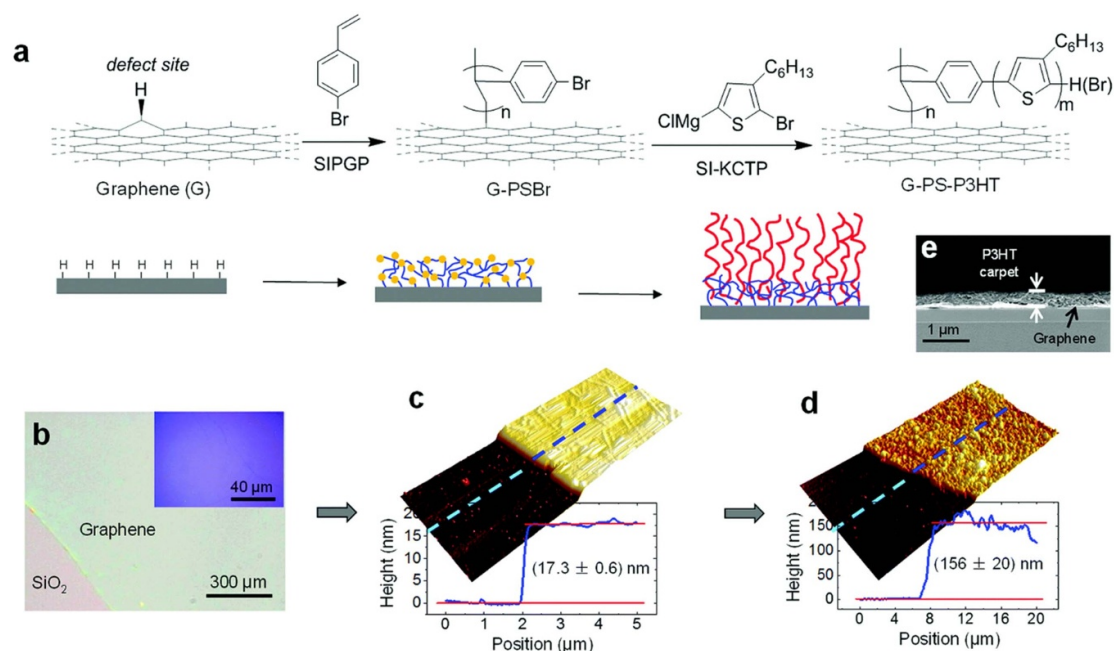 a
defect site
H
Graphene (G)
Br
SIPGP
n
Br
G-PSBr
C6H13
ClMg
S
Br
SI-KCTP
C6H13
n
S
m
H(Br)
G-PS-P3HT
H H H H H H H
e
P3HT
carpet
Graphene
1 µm
b
40 µm
Graphene
SiO2
300 µm
c
Height (nm)
20
15
10
5
0
(17.3 ± 0.6) nm
0 1 2 3 4 5
Position (µm)
d
Height (nm)
150
100
50
0
(156 ± 20) nm
0 4 8 12 16 20
Position (µm)